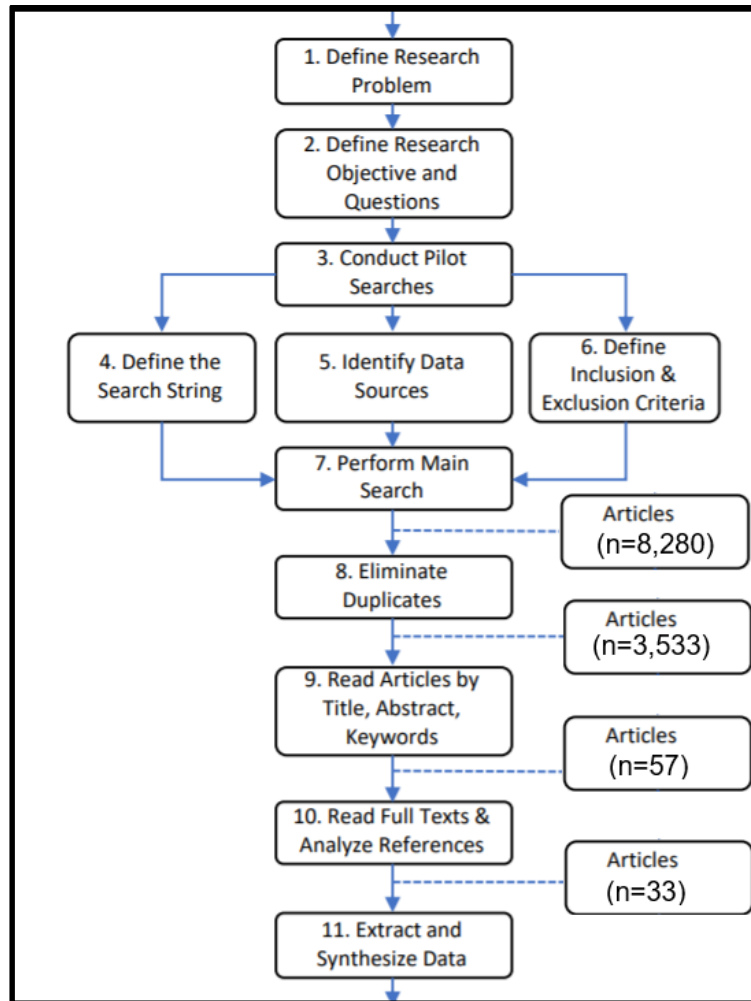 1. Define Research
Problem
2. Define Research
Objective and
Questions
3. Conduct Pilot
Searches
4. Define the
Search String
5. Identify Data
Sources
6. Define
Inclusion &
Exclusion Criteria
7. Perform Main
Search
Articles
(n=8,280)
8. Eliminate
Duplicates
Articles
(n=3,533)
9. Read Articles by
Title, Abstract,
Keywords
Articles
(n=57)
10. Read Full Texts &
Analyze References
Articles
(n=33)
11. Extract and
Synthesize Data